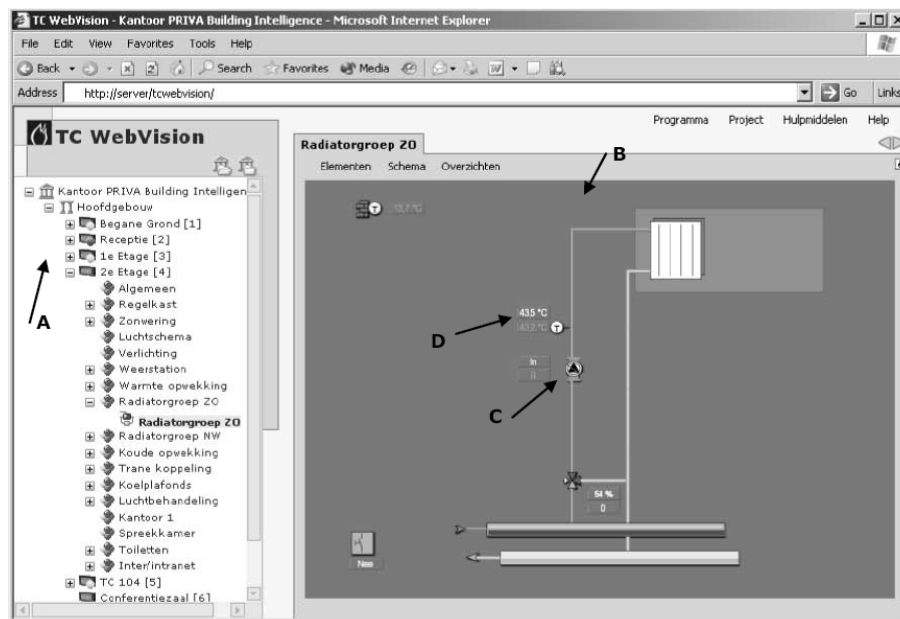 TC WebVision - Kantoor PRIVA Building Intelligence - Microsoft Internet Explorer
File Edit View Favorites Tools Help
Back Search Favorites Media
Address http://server/tcwebvision/ Go Links
TC WebVision
Programma Project Hulpmiddelen Help
Radiatorgroep ZO
Elementen Schema Overzichten
Kantoor PRIVA Building Intelligen
Hoofdgebouw
Begane Grond [1]
Receptie [2]
1e Etage [3]
2e Etage [4]
Algemeen
Regelkast
Zonwering
Luchtschema
Verlichting
Weerstation
Warmte opwekking
Radiatorgroep ZO
Radiatorgroep ZO
Radiatorgroep NW
Koude opwekking
Trane koppeling
Koelplafonds
Luchtbehandeling
Kantoor 1
Spreekkamer
Toiletten
Inter/intranet
TC 104 [5]
Conferentiezaal [6]
A
B
T
43,5 °C
T
D
In
C
51 %
0
Nee